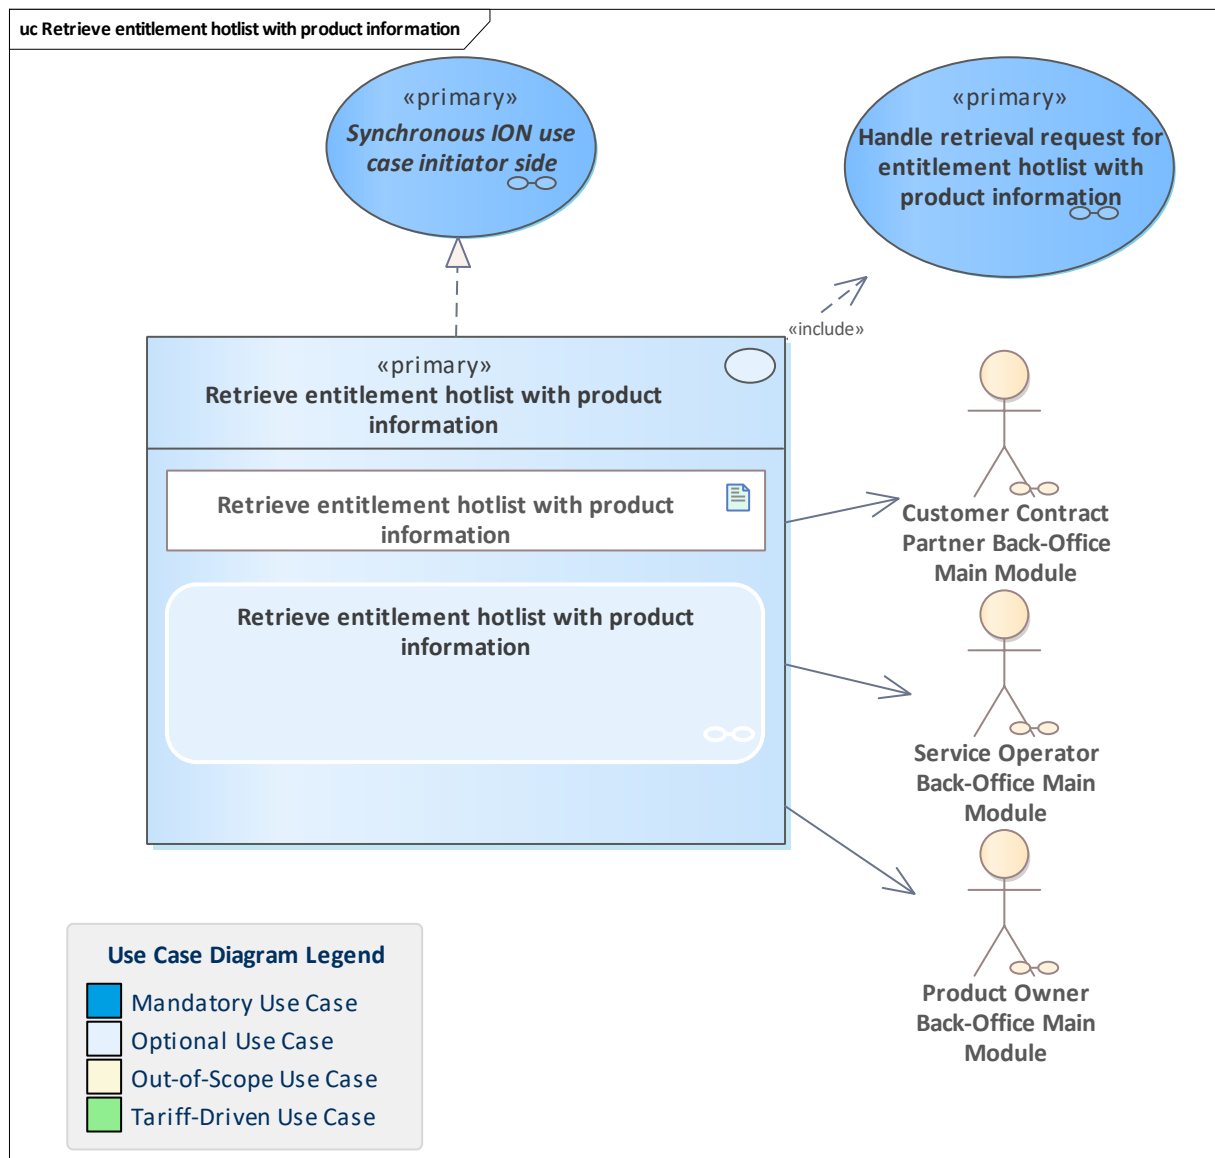 uc Retrieve entitlement hotlist with product information
«primary»
Synchronous ION use
case initiator side
«primary»
Handle retrieval request for
entitlement hotlist with
product information
«include»
«primary»
Retrieve entitlement hotlist with product
information
Retrieve entitlement hotlist with product
information
Retrieve entitlement hotlist with product
information
Customer Contract
Partner Back-Office
Main Module
Service Operator
Back-Office Main
Module
Product Owner
Back-Office Main
Module
Use Case Diagram Legend
Mandatory Use Case
Optional Use Case
Out-of-Scope Use Case
Tariff-Driven Use Case